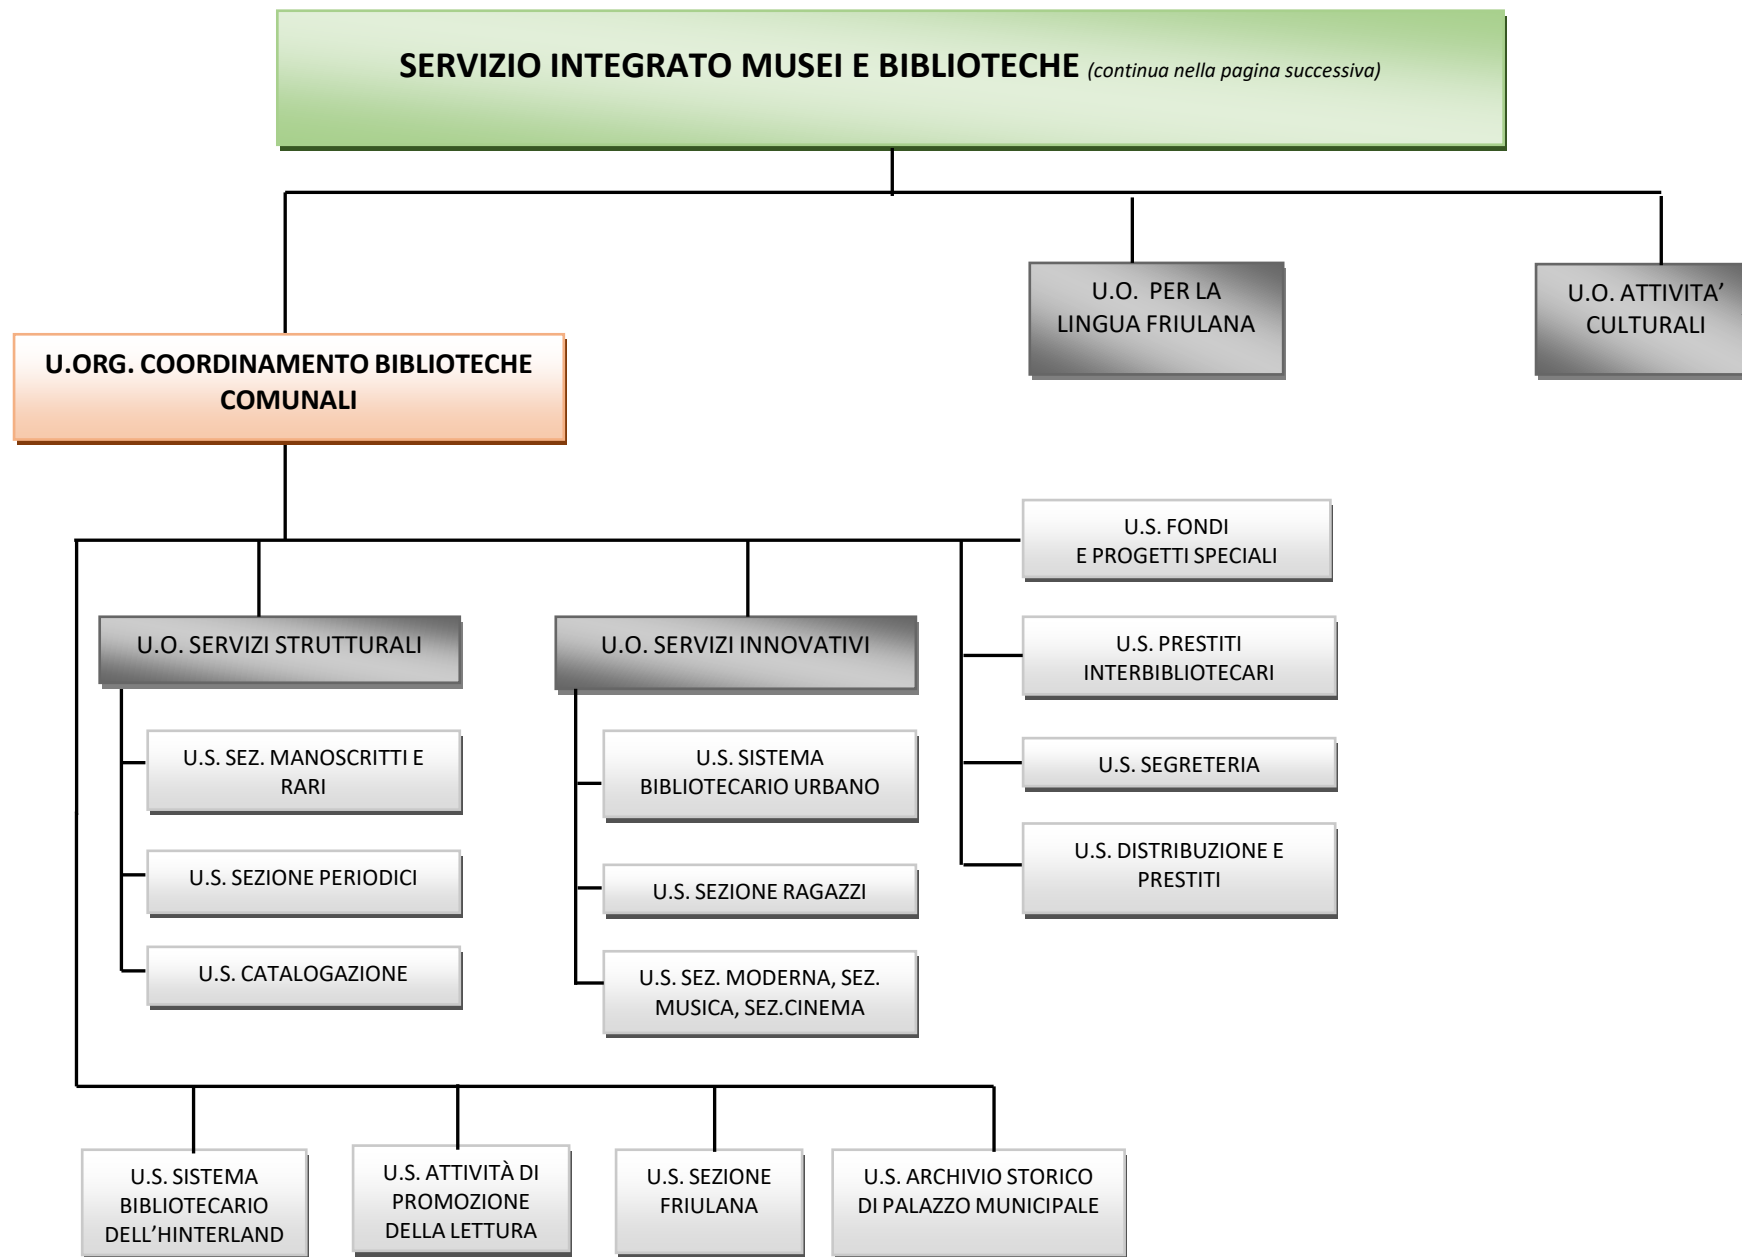 SERVIZIO INTEGRATO MUSEI E BIBLIOTECHE (continua nella pagina successiva)
U.O. PER LA
LINGUA FRIULANA
U.O. ATTIVITA’
CULTURALI
U.ORG. COORDINAMENTO BIBLIOTECHE
COMUNALI
U.S. FONDI
E PROGETTI SPECIALI
U.O. SERVIZI STRUTTURALI
U.O. SERVIZI INNOVATIVI
U.S. PRESTITI
INTERBIBLIOTECARI
U.S. SEZ. MANOSCRITTI E
RARI
U.S. SISTEMA
BIBLIOTECARIO URBANO
U.S. SEGRETERIA
U.S. SEZIONE PERIODICI
U.S. SEZIONE RAGAZZI
U.S. DISTRIBUZIONE E
PRESTITI
U.S. CATALOGAZIONE
U.S. SEZ. MODERNA, SEZ.
MUSICA, SEZ.CINEMA
U.S. SISTEMA
BIBLIOTECARIO
DELL’HINTERLAND
U.S. ATTIVITÀ DI
PROMOZIONE
DELLA LETTURA
U.S. SEZIONE
FRIULANA
U.S. ARCHIVIO STORICO
DI PALAZZO MUNICIPALE